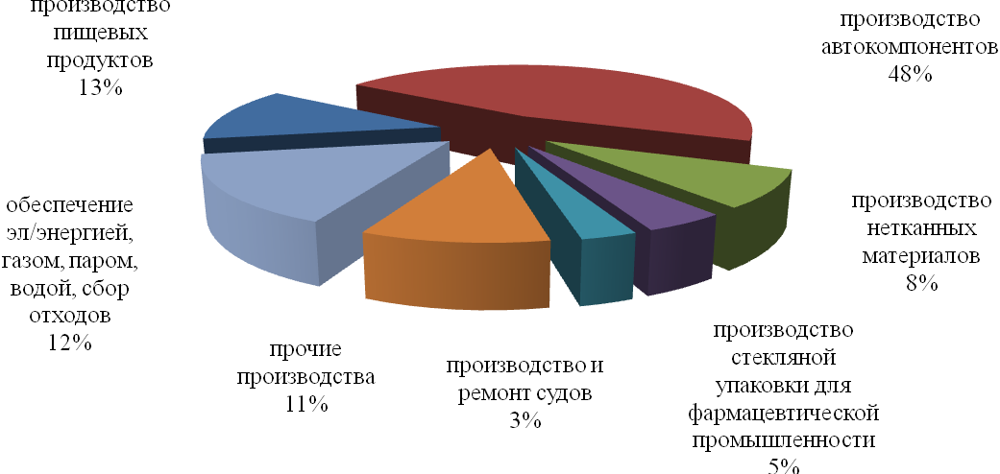 производство
пищевых
продуктов
13%
производство
автокомпонентов
48%
обеспечение
эл/энергией,
газом, паром,
водой, сбор
отходов
12%
производство
нетканных
материалов
8%
прочие
производства
11%
производство и
ремонт судов
3%
производство
стекляной
упаковки для
фармацевтической
промышленности
5%